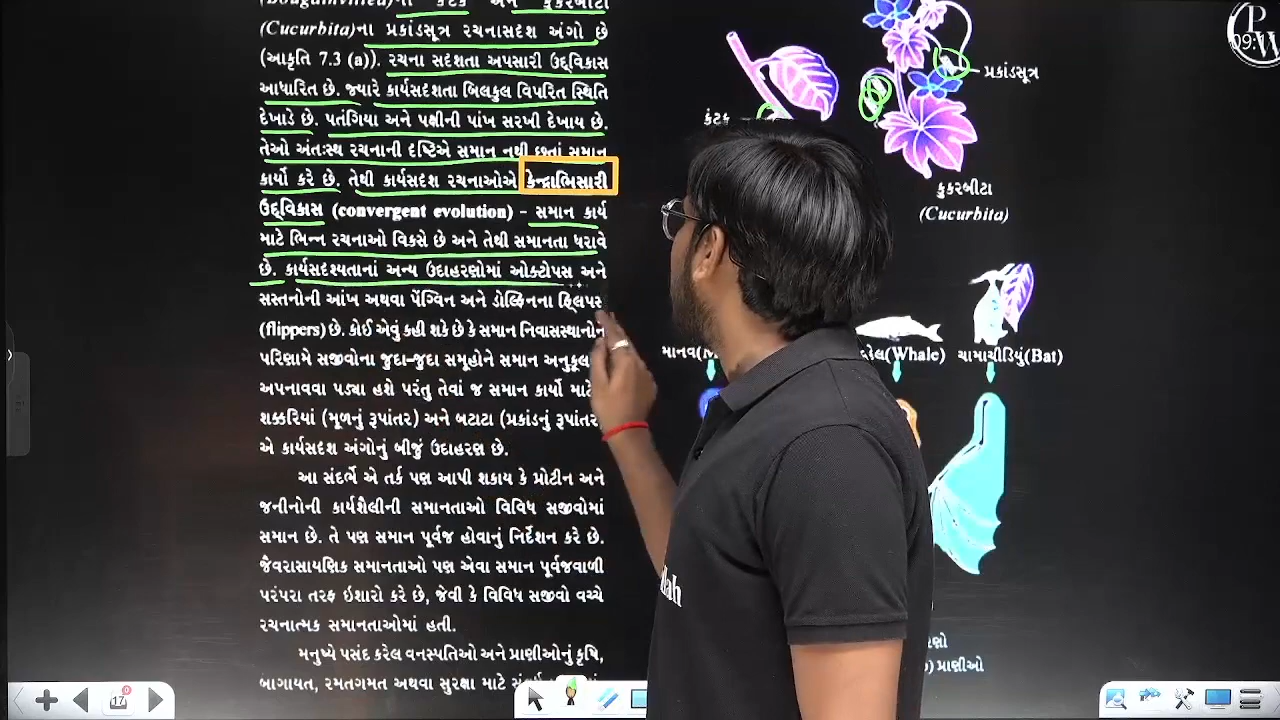 (Cucurbita)ના પ્રકાંડસૂત્ર રચનાસદશ અંગો છે
(આકૃતિ 7.3 (a)). રચના સદશતા અપસારી ઉદ્‌વિકાસ
આધારિત છે. જ્યારે કાર્યસદશતા બિલકુલ વિપરિત સ્થિતિ
દેખાડે છે. પતંગિયા અને પક્ષીની પાંખ સરખી દેખાય છે.
તેઓ અંતઃસ્થ રચનાની દૃષ્ટિએ સમાન નથી છતાં સમાન
કાર્યો કરે છે. તેથી કાર્યસદશ રચનાઓએ કેન્દ્રાભિસારી
ઉદ્‌વિકાસ (convergent evolution) – સમાન કાર્ય
માટે ભિન્ન રચનાઓ વિકસે છે અને તેથી સમાનતા ધરાવે
છે. કાર્યસદશ્યતાનાં અન્ય ઉદાહરણોમાં ઓક્ટોપસ અને
સસ્તનોની આંખ અથવા પેંગ્વિન અને ડોલ્ફિનના ફ્લિપર
(flippers) છે. કોઈ એવું કહી શકે છે કે સમાન નિવાસસ્થાનોન
પરિણામે સજીવોના જુદા-જુદા સમૂહોને સમાન અનુકૂલ
અપનાવવા પડ્યા હશે પરંતુ તેવાં જ સમાન કાર્યો માટે
શક્કરિયાં (મૂળનું રૂપાંતર) અને બટાટા (પ્રકાંડનું રૂપાંતર
એ કાર્યસદશ અંગોનું બીજું ઉદાહરણ છે.
આ સંદર્ભે એ તર્ક પણ આપી શકાય કે પ્રોટીન અને
જનીનોની કાર્યશૈલીની સમાનતાઓ વિવિધ સજીવોમાં
સમાન છે. તે પણ સમાન પૂર્વજ હોવાનું નિર્દેશન કરે છે.
જૈવરાસાયણિક સમાનતાઓ પણ એવા સમાન પૂર્વજવાળી
પરંપરા તરફ ઇશારો કરે છે, જેવી કે વિવિધ સજીવો વચ્ચે
રચનાત્મક સમાનતાઓમાં હતી.
મનુષ્યે પસંદ કરેલ વનસ્પતિઓ અને પ્રાણીઓનું કૃષિ,
બાગાયત, રમતગમત અથવા સુરક્ષા માટે
કંટક
પ્રકાંડસૂત્ર
કુકરબીટા
(Cucurbita)
માનવ
વ્હેલ(Whale)
ચામાચીડિયું(Bat)
પ્રાણીઓ
17